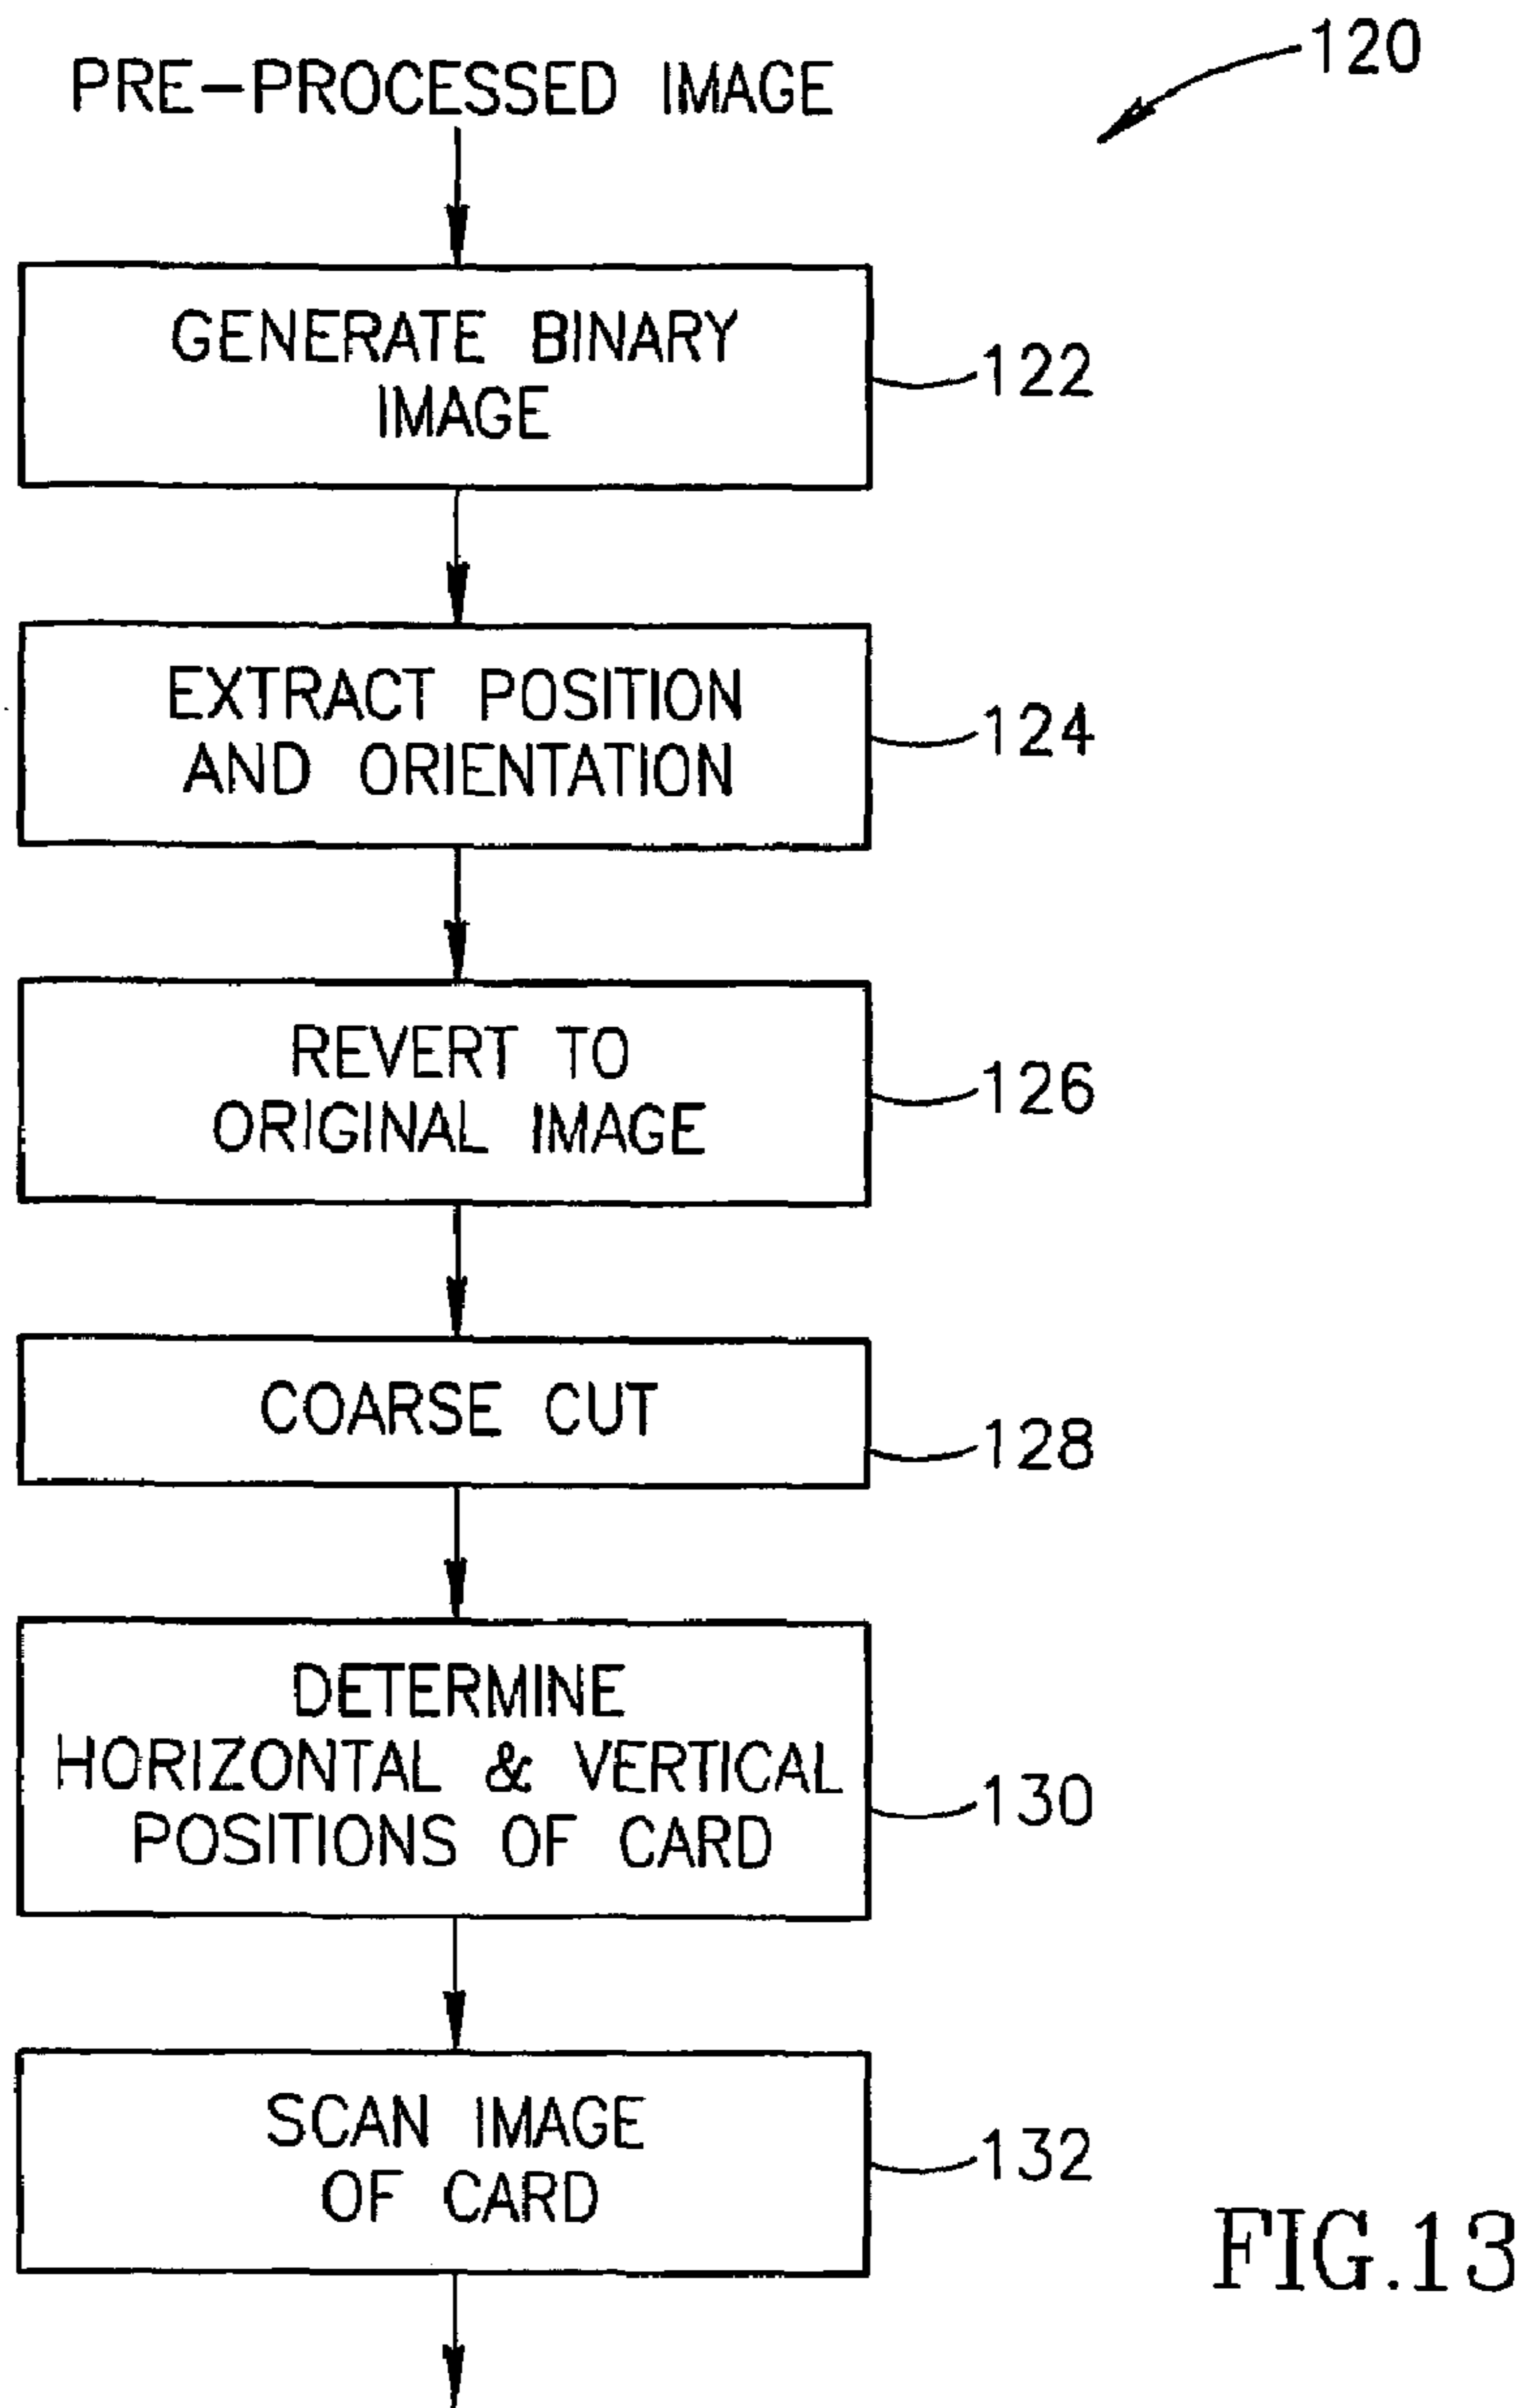 120
PRE-PROCESSED IMAGE
GENERATE BINARY
IMAGE
122
EXTRACT POSITION
AND ORIENTATION
124
REVERT TO
ORIGINAL IMAGE
126
COARSE CUT
128
DETERMINE
HORIZONTAL & VERTICAL
POSITIONS OF CARD
130
SCAN IMAGE
OF CARD
132
FIG.13